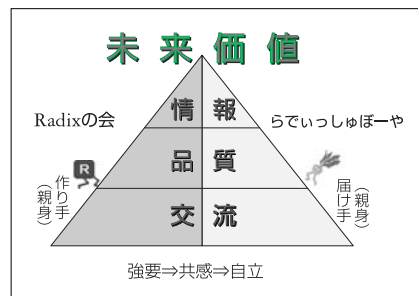 未来価値
Radixの会
情報
らでぃっしゅぼーや
品質
R
作り手
（親身）
届け手
（親身）
交流
強要⇒共感⇒自立